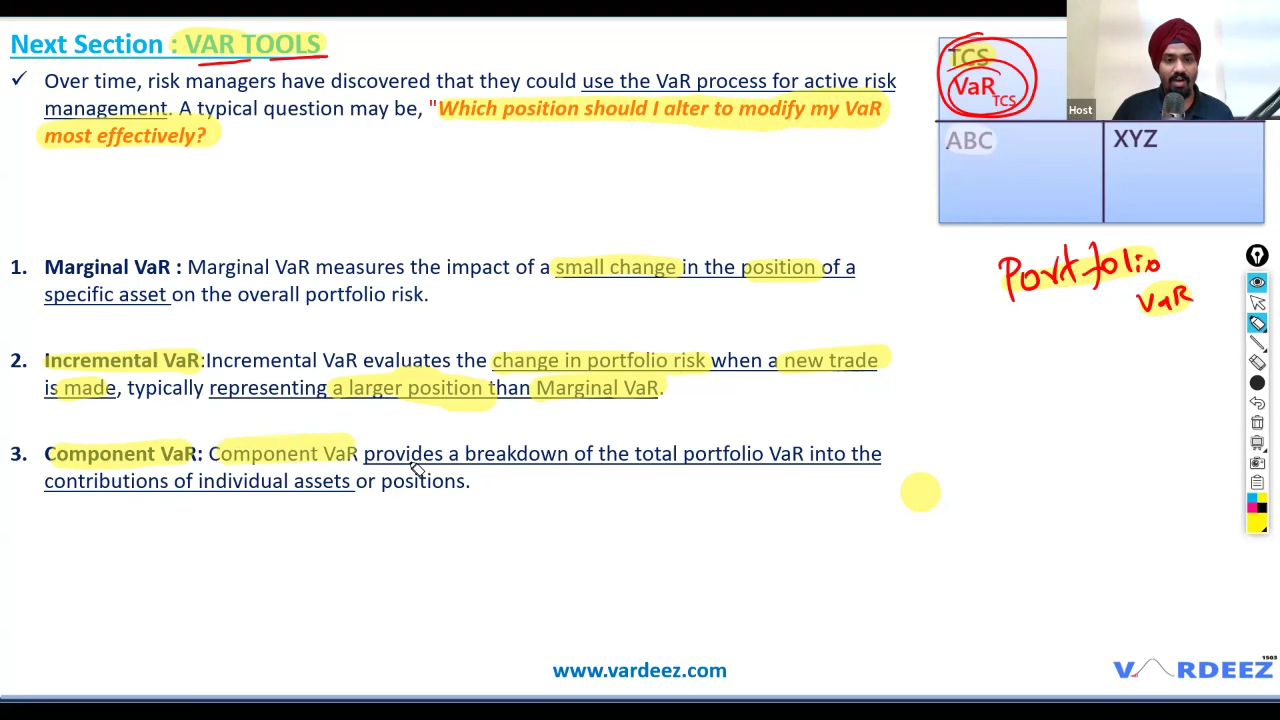 Next Section : VAR TOOLS
✓ Over time, risk managers have discovered that they could use the VaR process for active risk
management. A typical question may be, "Which position should I alter to modify my VaR
most effectively?
TCS
VaR TCS
Host
ABC
XYZ
Portfolio
VaR
1. Marginal VaR : Marginal VaR measures the impact of a small change in the position of a
specific asset on the overall portfolio risk.
2. Incremental VaR:Incremental VaR evaluates the change in portfolio risk when a new trade
is made, typically representing a larger position than Marginal VaR.
3. Component VaR: Component VaR provides a breakdown of the total portfolio VaR into the
contributions of individual assets or positions.
www.vardeez.com
1503
VARDEEZ